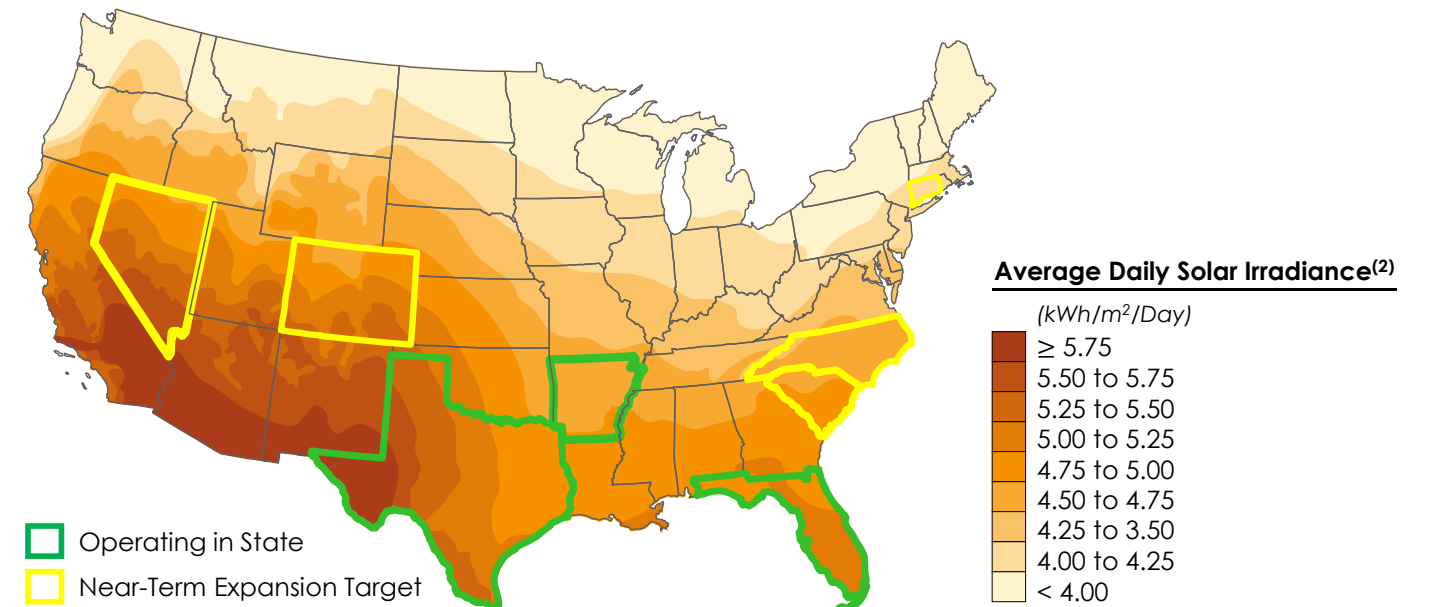 Average Daily Solar Irradiance(2)
(kWh/m2/Day)
≥ 5.75
5.50 to 5.75
5.25 to 5.50
5.00 to 5.25
4.75 to 5.00
4.50 to 4.75
4.25 to 3.50
4.00 to 4.25
< 4.00
Operating in State
Near-Term Expansion Target